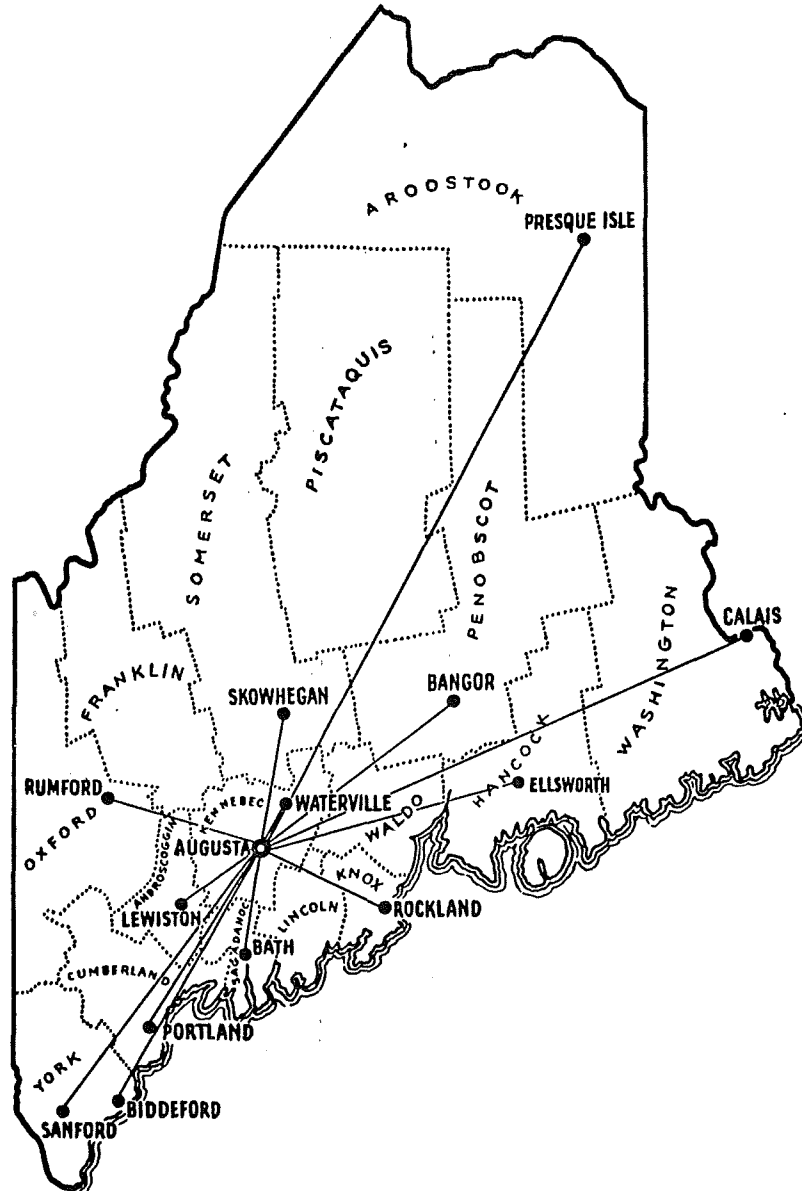 AROOSTOOK
PRESQUE ISLE
PISCATAQUIS
SOMERSET
PENOBSCOT
WASHINGTON
CALAIS
FRANKLIN
SKOWHEGAN
BANGOR
HANCOCK
RUMFORD
ELLSWORTH
KENNEBEC
WATERVILLE
OXFORD
WALDO
ANDROSCOGGIN
AUGUSTA
KNOX
LEWISTON
ROCKLAND
LINCOLN
SAGADAHOC
BATH
CUMBERLAND
PORTLAND
YORK
BIDDEFORD
SANFORD